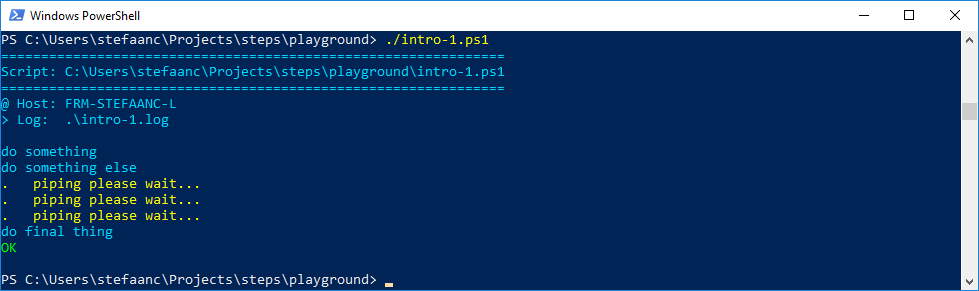 Windows PowerShell
PS C:\Users\stefaanc\Projects\steps\playground> ./intro-1.ps1
===============================================================
Script: C:\Users\stefaanc\Projects\steps\playground\intro-1.ps1
===============================================================
@ Host: FRM-STEFAANC-L
> Log:  .\intro-1.log
do something
do something else
.   piping please wait...
.   piping please wait...
.   piping please wait...
do final thing
OK
PS C:\Users\stefaanc\Projects\steps\playground>